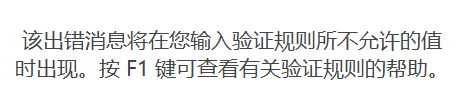 该出错消息将在您输入验证规则所不允许的值
时出现。按 F1 键可查看有关验证规则的帮助。